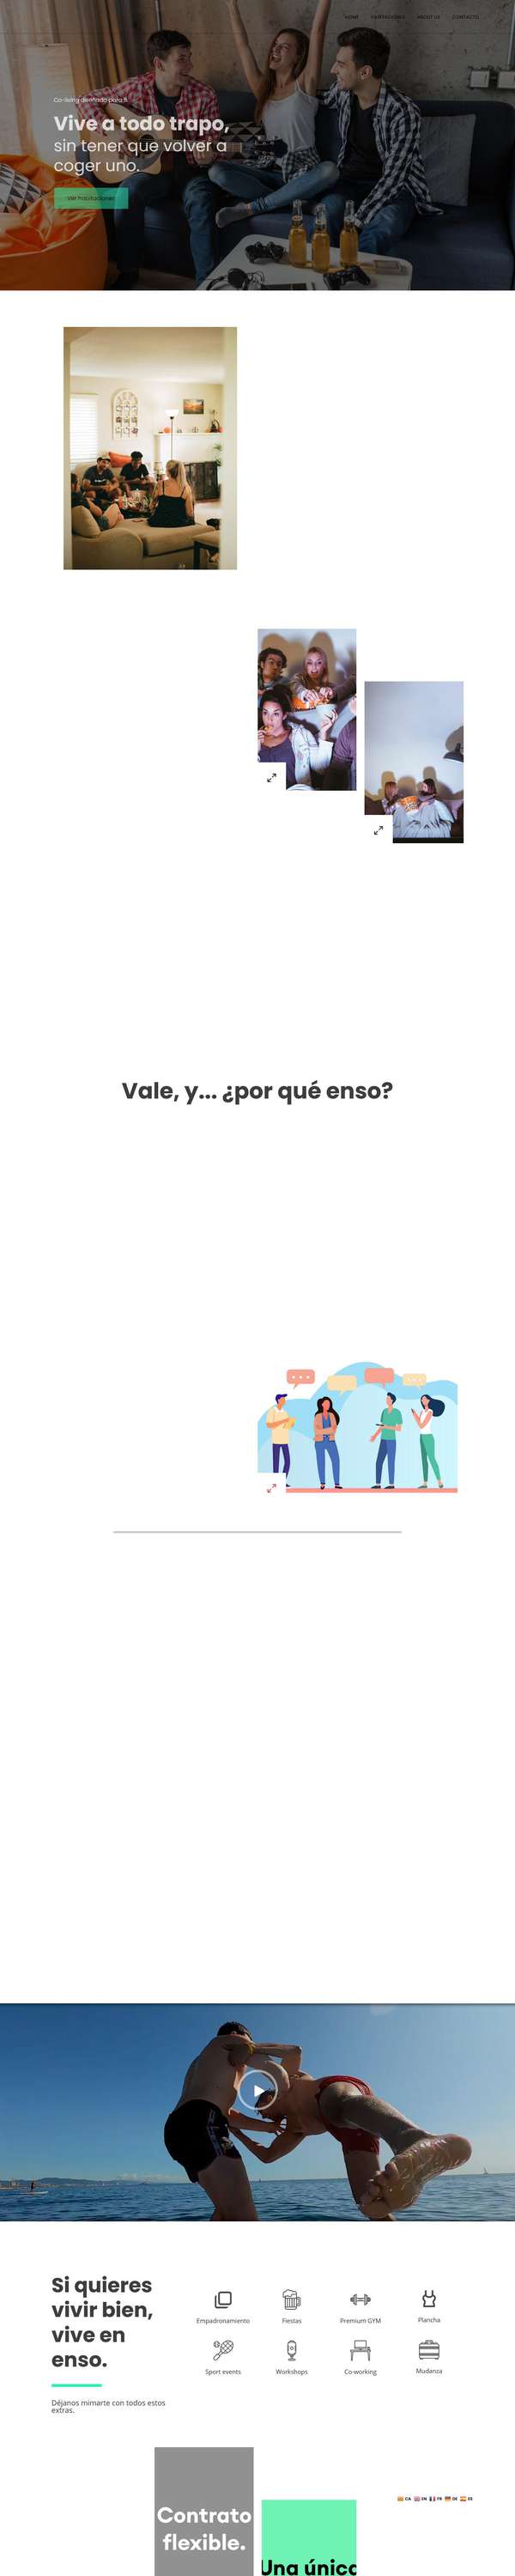 HOME HABITACIONES ABOUT US CONTACTO
Co-living diseñado para ti.
Vive a todo trapo,
sin tener que volver a
coger uno.
Ver habitaciones
Vale, y... ¿por qué enso?
Si quieres
vivir bien,
vive en
enso.
Déjanos mimarte con todos estos
extras.
Empadronamiento Fiestas Premium GYM Plancha
Sport events Workshops Co-working Mudanza
Contrato
flexible.
Una única
CA EN FR DE ES